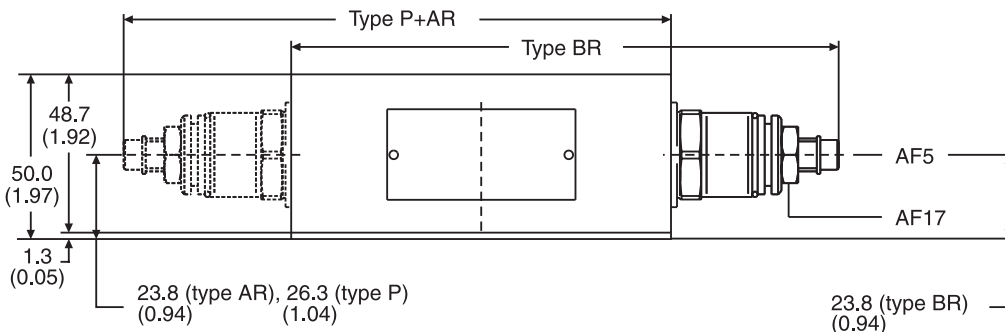 Type P+AR
Type BR
48.7
(1.92)
50.0
(1.97)
1.3
(0.05)
AF5
AF17
23.8 (type AR), 26.3 (type P)
(0.94) (1.04)
23.8 (type BR)
(0.94)